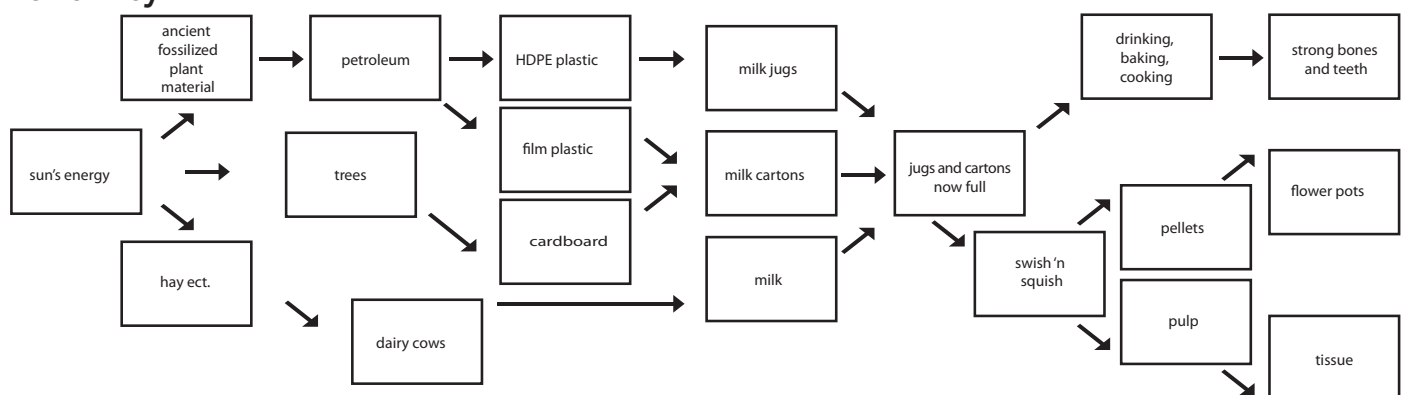 ancient
fossilized
plant
material
petroleum
HDPE plastic
milk jugs
drinking,
baking,
cooking
strong bones
and teeth
sun's energy
trees
film plastic
milk cartons
jugs and cartons
now full
flower pots
cardboard
pellets
hay ect.
milk
swish 'n
squish
pulp
dairy cows
tissue